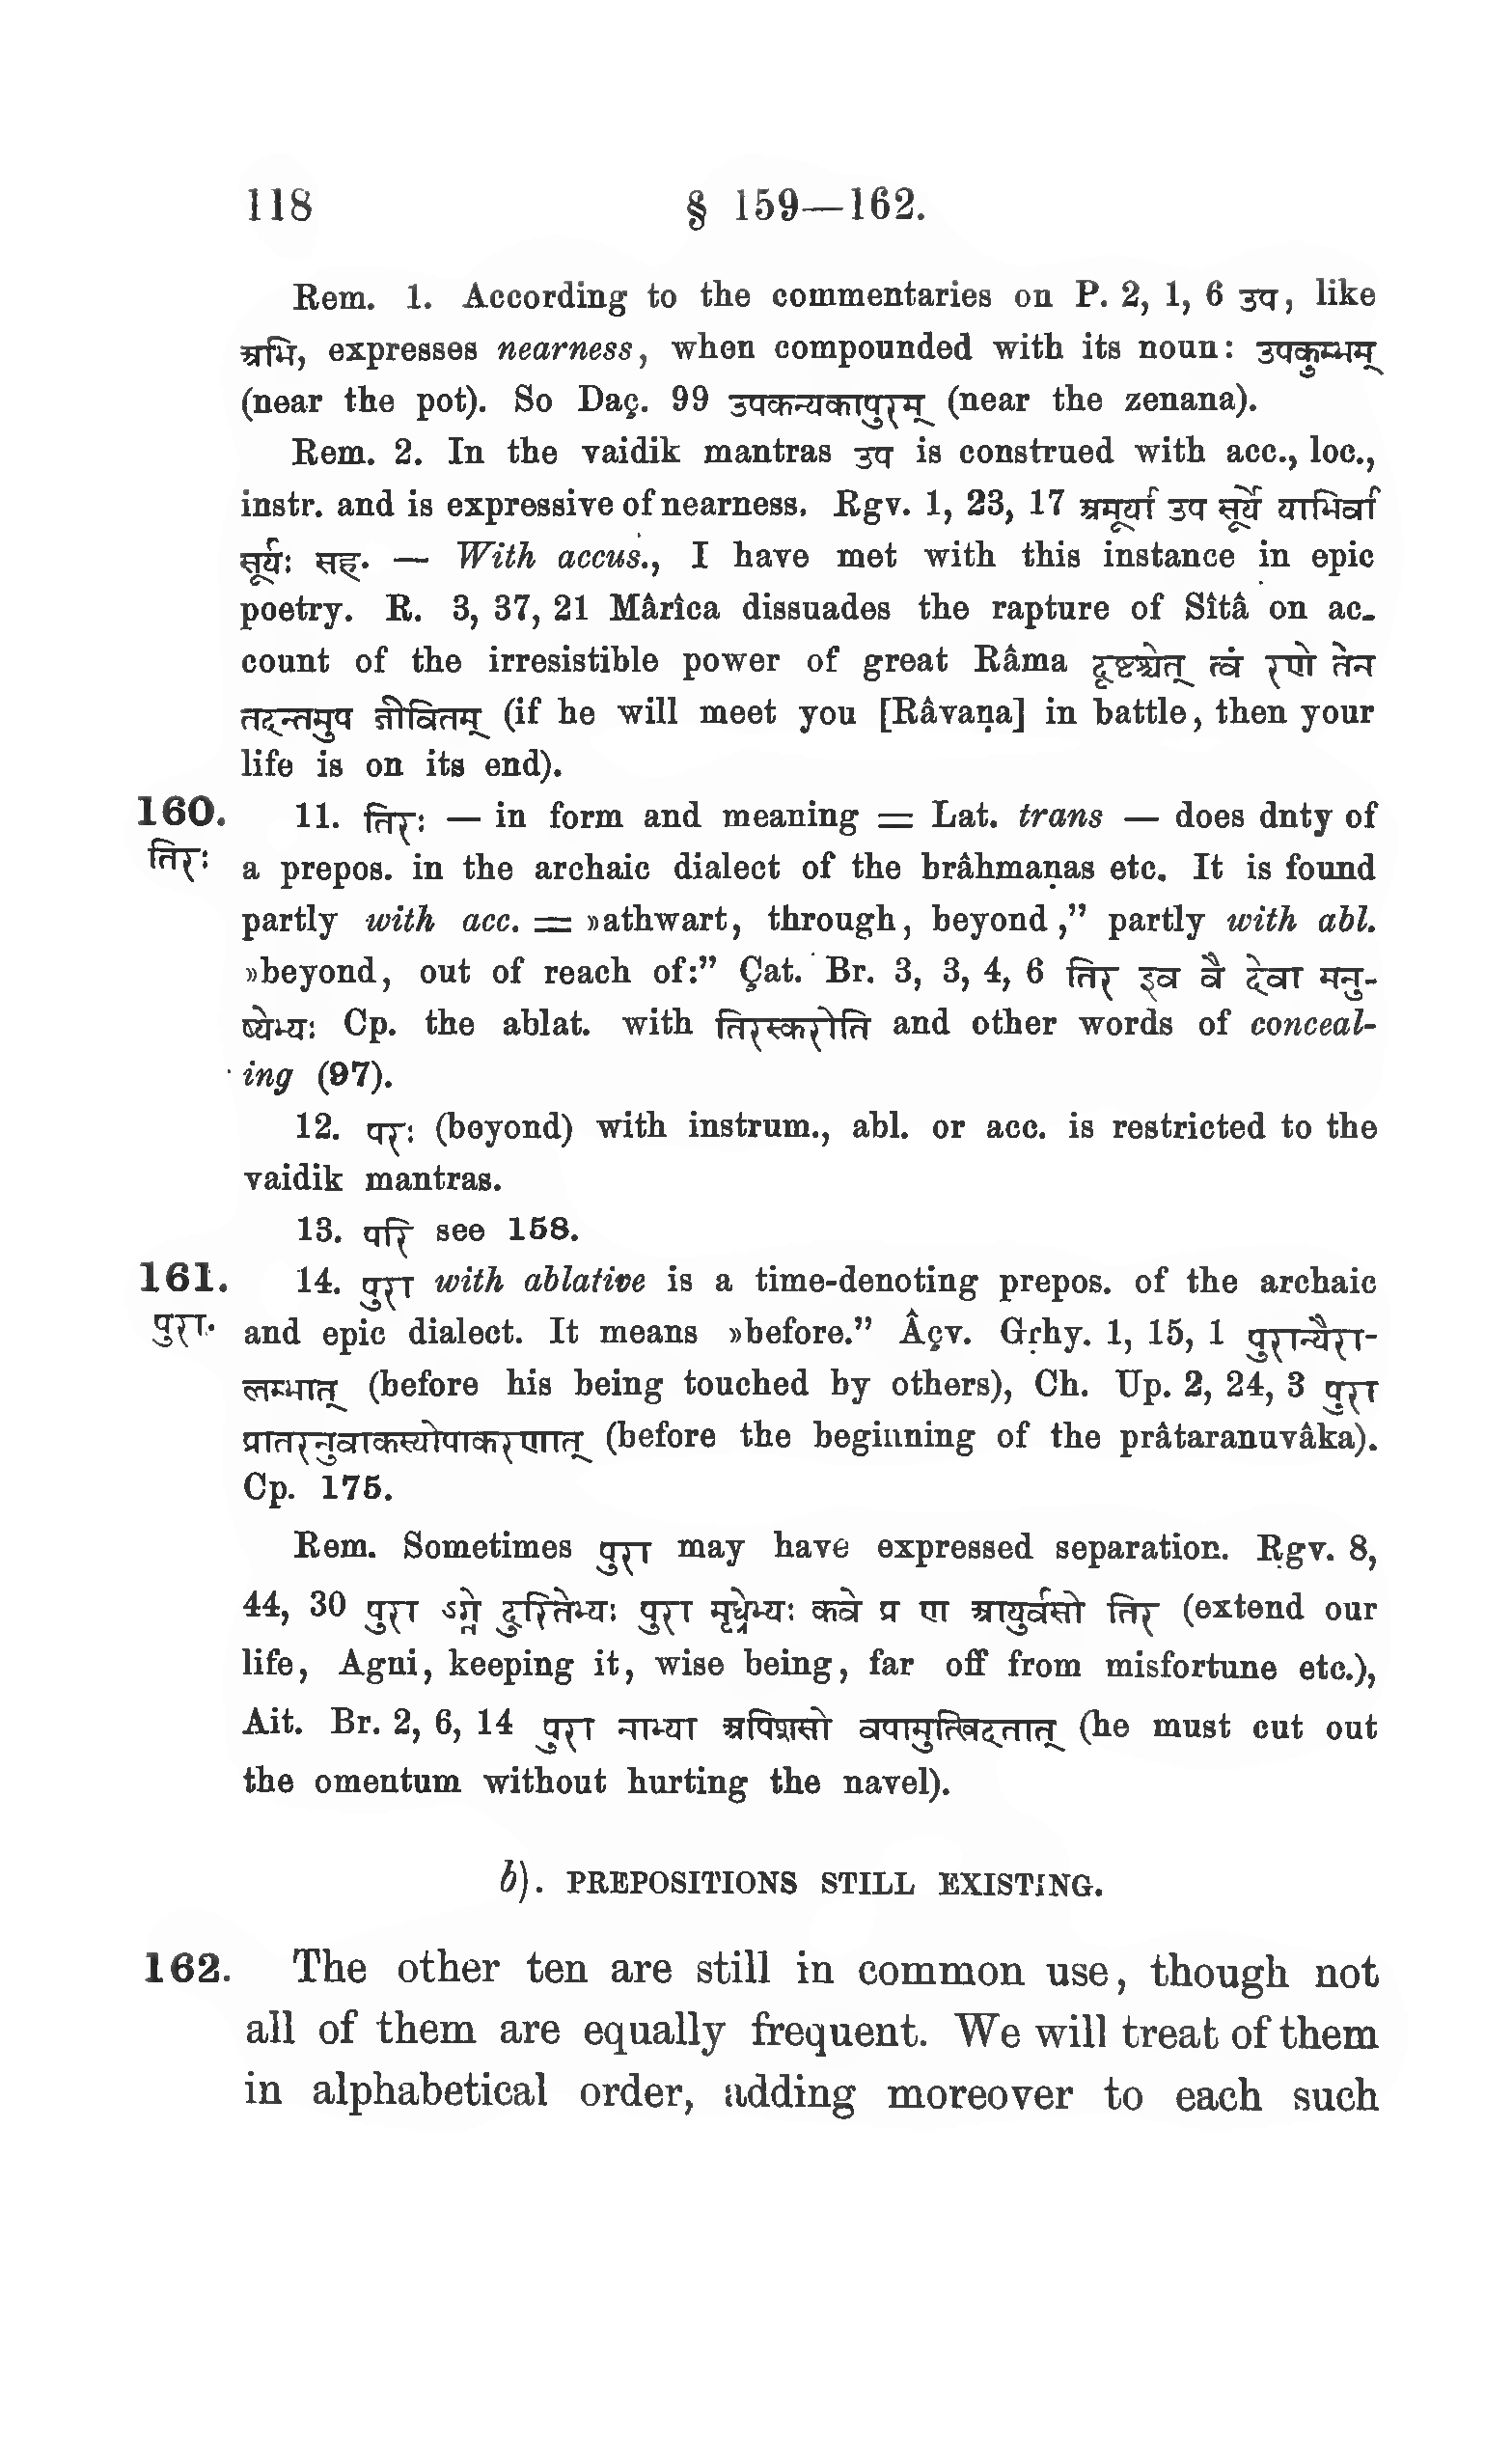 118 § 159—162.
Rem. 1. According to the commentaries on P. 2, 1, 6 उप, like
अभि, expresses nearness, when compounded with its noun: उपकुम्भम्
(near the pot). So Daç. 99 उपकन्यकापुरम् (near the zenana).
Rem. 2. In the vaidik mantras उप is construed with acc., loc.,
instr. and is expressive of nearness. Rgv. 1, 23, 17 अमूर्या उप सूर्ये याभिर्वा
सूर्यः सह. — With accus., I have met with this instance in epic
poetry. R. 3, 37, 21 Mârîca dissuades the rapture of Sîtâ on ac-
count of the irresistible power of great Râma दृष्टश्चेत् त्वं रणे तेन
तदन्तमुप जीवितम् (if he will meet you [Râvaṇa] in battle, then your
life is on its end).
160. 11. तिरः — in form and meaning = Lat. trans — does dnty of
तिरः a prepos. in the archaic dialect of the brâhmaṇas etc. It is found
partly with acc. = »athwart, through, beyond," partly with abl.
»beyond, out of reach of:" Çat. Br. 3, 3, 4, 6 तिर इव वै देवा मनु-
ष्येभ्यः Cp. the ablat. with तिरस्करोति and other words of conceal-
ing (97).
12. परः (beyond) with instrum., abl. or acc. is restricted to the
vaidik mantras.
13. परि see 158.
161. 14. पुरा with ablative is a time-denoting prepos. of the archaic
पुरा. and epic dialect. It means »before." Âçv. Gṛhy. 1, 15, 1 पुरान्यैरा-
लम्भात् (before his being touched by others), Ch. Up. 2, 24, 3 पुरा
प्रातरनुवाकस्योपाकरणात् (before the beginning of the prâtaranuvâka).
Cp. 175.
Rem. Sometimes पुरा may have expressed separation. Ṛgv. 8,
44, 30 पुरा ऽग्ने दुरितेभ्यः पुरा मृध्रेभ्यः कवे प्र ण आयुर्वसो तिर (extend our
life, Agni, keeping it, wise being, far off from misfortune etc.),
Ait. Br. 2, 6, 14 पुरा नाभ्या अपिशसो वपामुत्खिदतात् (he must cut out
the omentum without hurting the navel).
b). PREPOSITIONS STILL EXISTING.
162. The other ten are still in common use, though not
all of them are equally frequent. We will treat of them
in alphabetical order, adding moreover to each such